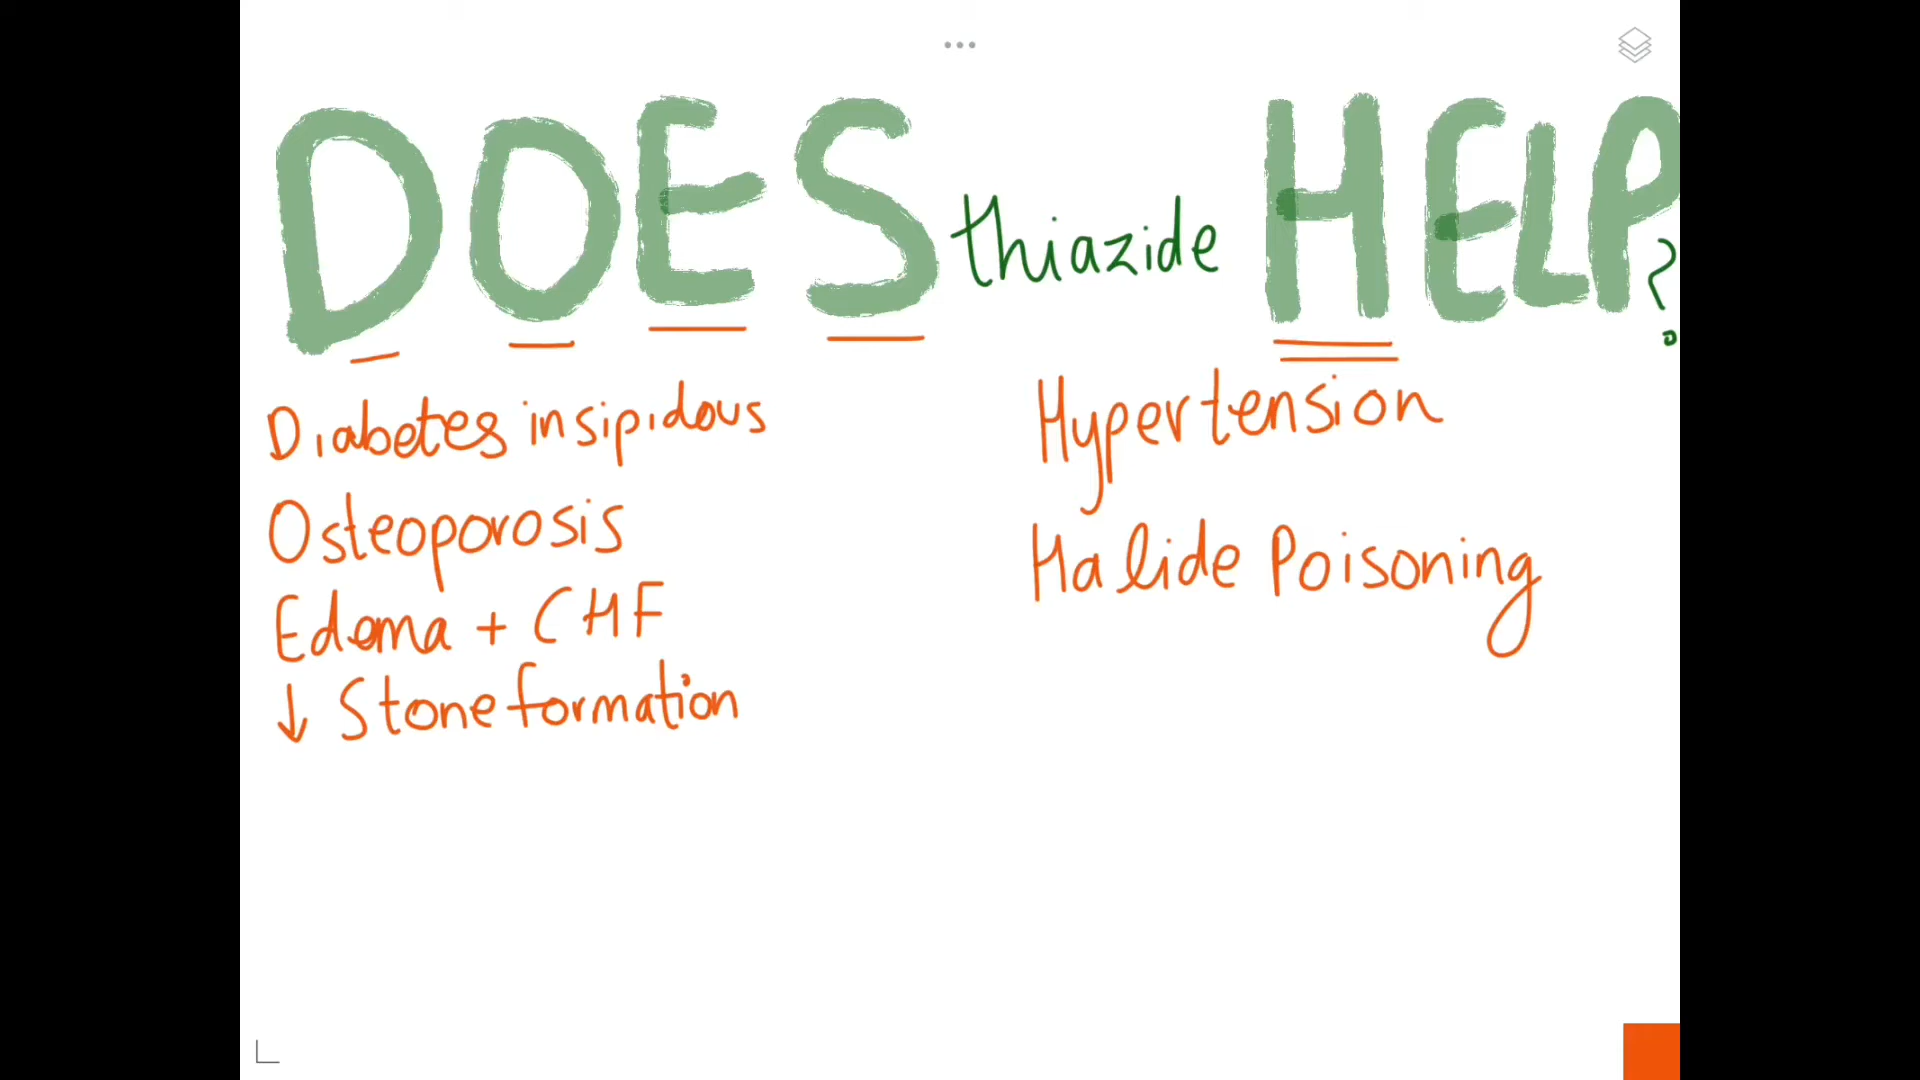 DOES thiazide HELP?
Diabetes insipidous
Osteoporosis
Edema + CHF
↓ Stone formation
Hypertension
Halide Poisoning